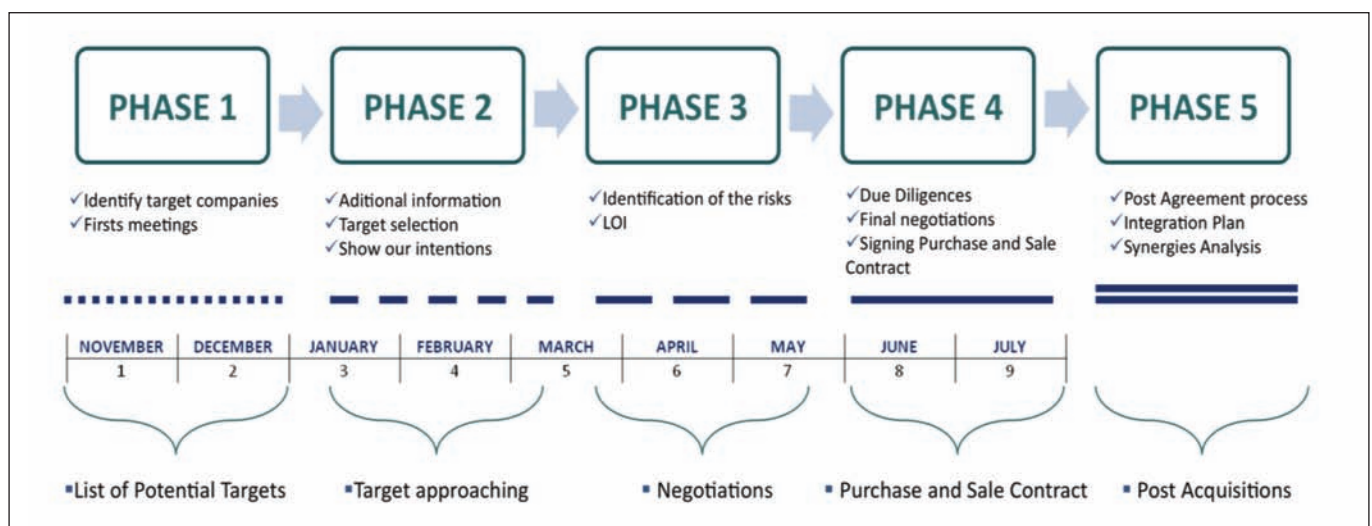 PHASE 1
PHASE 2
PHASE 3
PHASE 4
PHASE 5
✓Identify target companies
✓Firsts meetings
✓Aditional information
✓Target selection
✓Show our intentions
✓Identification of the risks
✓LOI
✓Due Diligences
✓Final negotiations
✓Signing Purchase and Sale
Contract
✓Post Agreement process
✓Integration Plan
✓Synergies Analysis
NOVEMBER DECEMBER JANUARY FEBRUARY MARCH APRIL MAY JUNE JULY
1 2 3 4 5 6 7 8 9
▪List of Potential Targets
▪Target approaching
▪ Negotiations
▪ Purchase and Sale Contract
▪ Post Acquisitions